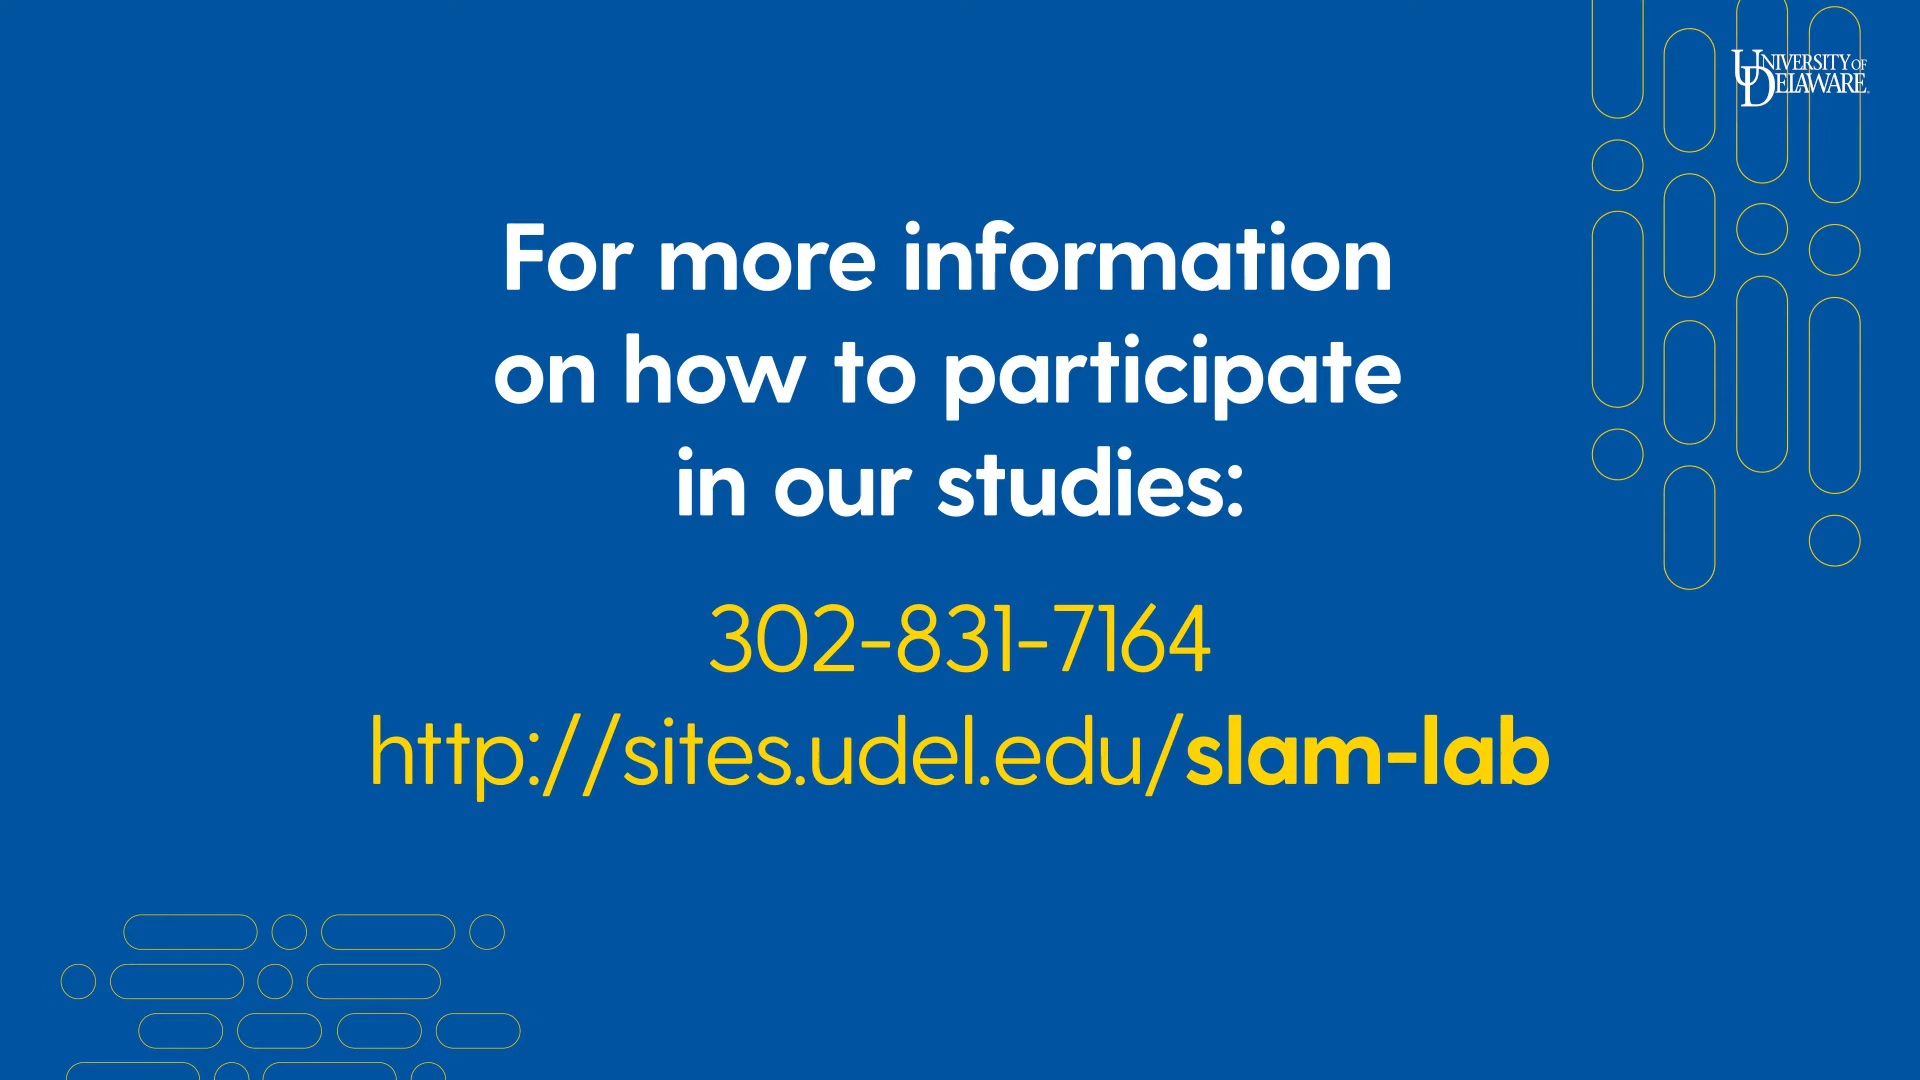 UNIVERSITY OF
DELAWARE
For more information
on how to participate
in our studies:
302-831-7164
http://sites.udel.edu/slam-lab